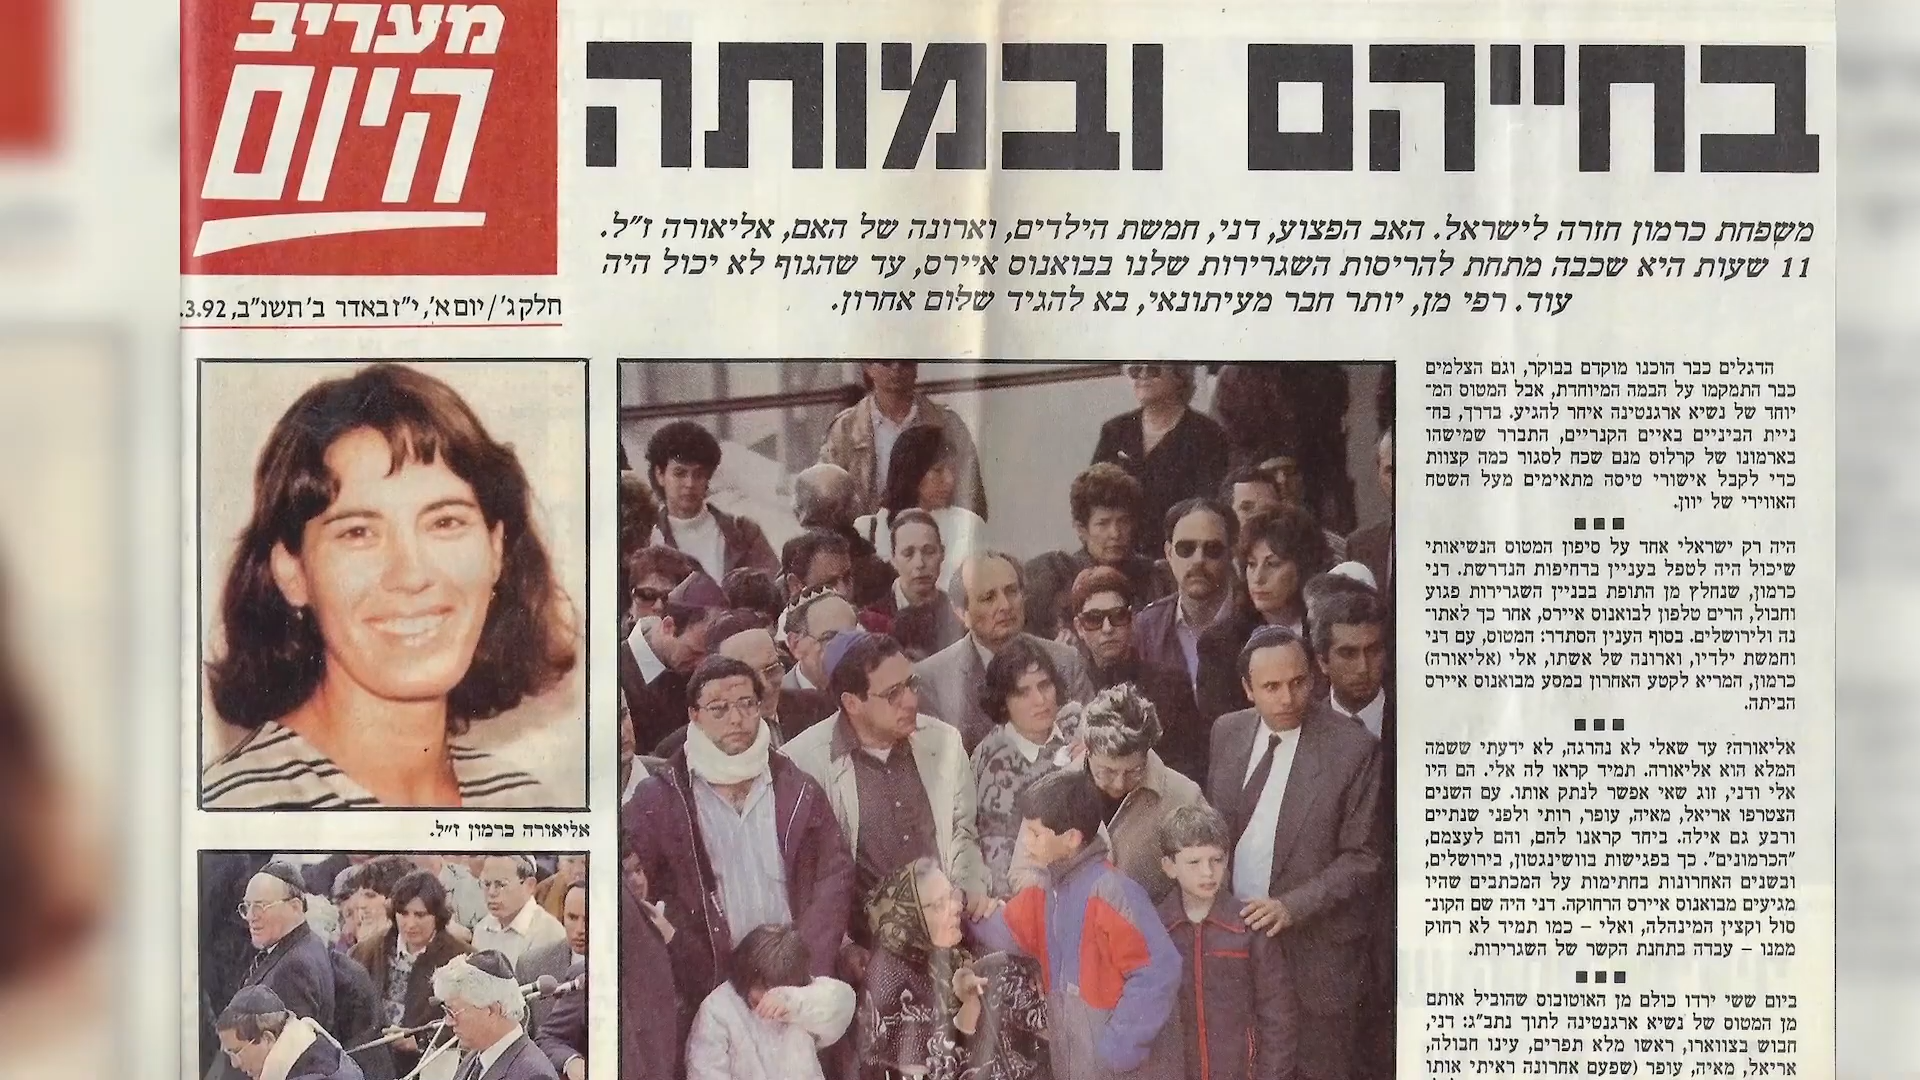 מעריב
היום
בחייהם ובמותה
משפחת כרמון חזרה לישראל. האב הפצוע, דני, חמשת הילדים, וארונה של האם, אליאורה ז"ל.
11 שעות היא שכבה מתחת להריסות השגרירות שלנו בבואנוס איירס, עד שהגוף לא יכול היה
עוד. רפי מן, יותר חבר מעיתונאי, בא להגיד שלום אחרון.
חלק ג'/יום א', י"ז באדר ב' תשנ"ב, 3.92.
הדגלים כבר הוכנו מוקדם בבוקר, וגם הצלמים
כבר התמקמו על הבמה המיוחדת, אבל המטוס המ־
יוחד של נשיא ארגנטינה איחר להגיע. בדרך, בח־
ניית הביניים באיים הקנריים, התברר שמישהו
בארמונו של קרלוס מנם שכח לסגור כמה קצוות
כדי לקבל אישורי טיסה מתאימים מעל השטח
האווירי של יוון.
■■■
היה רק ישראלי אחד על סיפון המטוס הנשיאותי
שיכול היה לטפל בעניין בדחיפות הנדרשת. דני
כרמון, שנחלץ מן התופת בבניין השגרירות פגוע
וחבול, הרים טלפון לבואנוס איירס, אחר כך לאתו־
נה ולירושלים. בסוף הענין הסתדר: המטוס, עם דני
וחמשת ילדיו, וארונה של אשתו, אלי (אליאורה)
כרמון, המריא לקטע האחרון במסע מבואנוס איירס
הביתה.
■■■
אליאורה? עד שאלי לא נהרגה, לא ידעתי ששמה
המלא הוא אליאורה. תמיד קראו לה אלי. הם היו
אלי ודני, זוג שאי אפשר לנתק אותו. עם השנים
הצטרפו אריאל, מאיה, עופר, רותי ולפני שנתיים
ורבע גם אילה. ביחד קראנו להם, והם לעצמם,
"הכרמונים". כך בפגישות בוושינגטון, בירושלים,
ובשנים האחרונות בחתימות על המכתבים שהיו
מגיעים מבואנוס איירס הרחוקה. דני היה שם הקונ־
סול וקצין המינהלה, ואלי – כמו תמיד לא רחוק
ממנו – עבדה בתחנת הקשר של השגרירות.
■■■
ביום ששי ירדו כולם מן האוטובוס שהוביל אותם
מן המטוס של נשיא ארגנטינה לתוך נתב"ג: דני,
חבוש בצווארו, ראשו מלא תפרים, עינו חבולה,
אריאל, מאיה, עופר (שפעם אחרונה ראיתי אותו
אליאורה כרמון ז"ל.